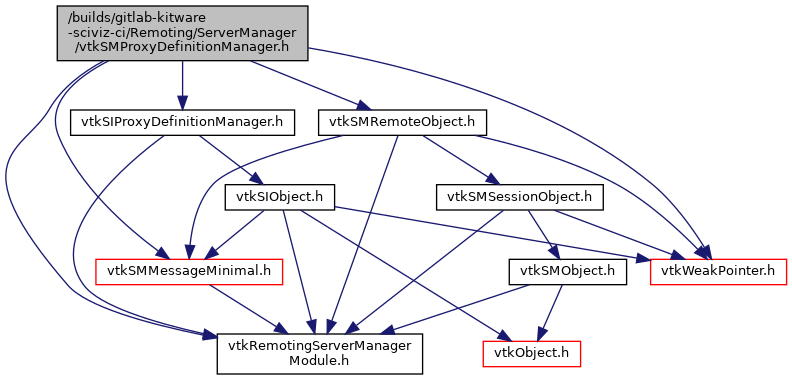 /builds/gitlab-kitware
-sciviz-ci/Remoting/ServerManager
/vtkSMProxyDefinitionManager.h
vtkSIProxyDefinitionManager.h
vtkSMRemoteObject.h
vtkSIObject.h
vtkSMSessionObject.h
vtkSMMessageMinimal.h
vtkSMObject.h
vtkWeakPointer.h
vtkRemotingServerManager
Module.h
vtkObject.h